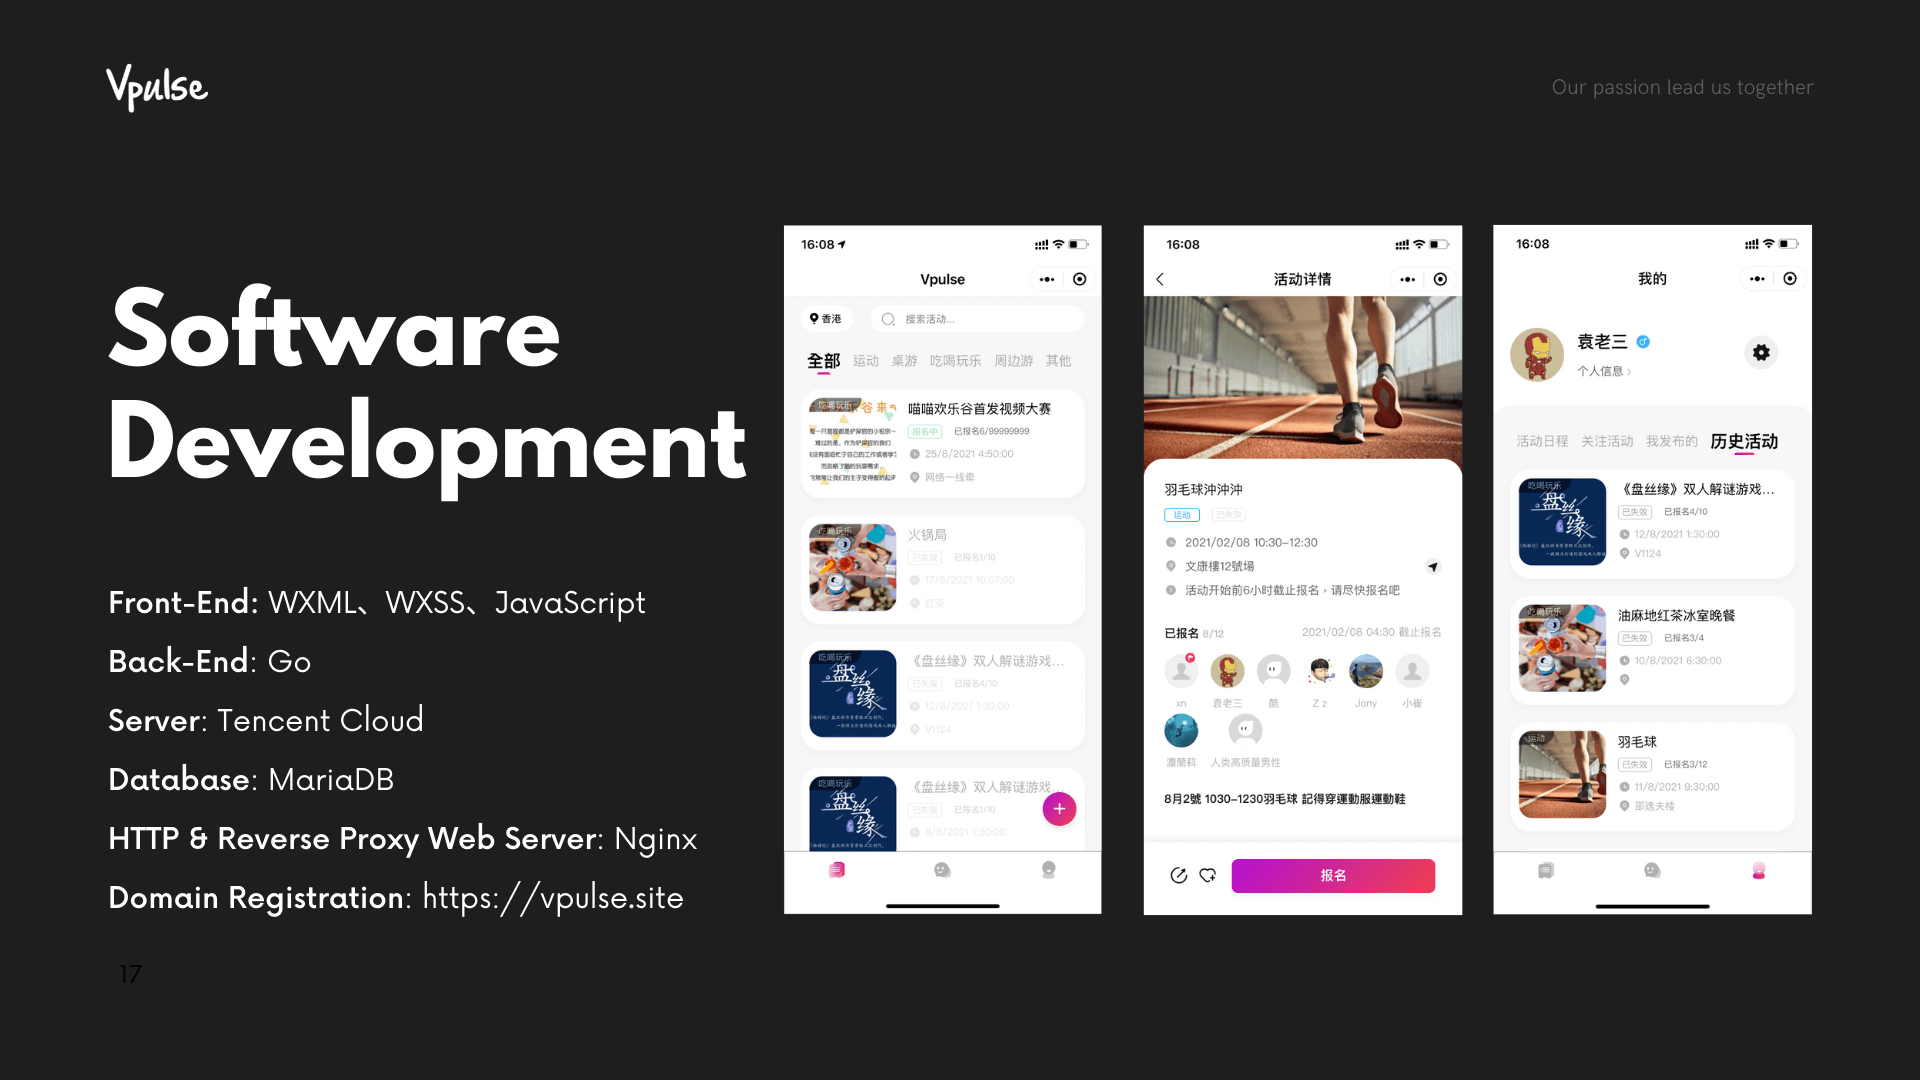 Vpulse
Our passion lead us together
Software
Development
Front-End: WXML、WXSS、JavaScript
Back-End: Go
Server: Tencent Cloud
Database: MariaDB
HTTP & Reverse Proxy Web Server: Nginx
Domain Registration: https://vpulse.site
17
16:08
Vpulse
香港
搜索活动...
全部 运动 桌游 吃喝玩乐 周边游 其他
吃喝玩乐
喵喵欢乐谷首发视频大赛
报名中 已报名6/99999999
25/8/2021 4:50:00
网络一线牵
吃喝玩乐
火锅局
已失效 已报名1/10
17/8/2021 10:07:00
红茶
吃喝玩乐
盘丝缘
《盘丝缘》双人解谜游戏...
已失效 已报名4/10
12/8/2021 1:30:00
V1124
吃喝玩乐
盘丝缘
《盘丝缘》双人解谜游戏...
已失效 已报名1/10
8/8/2021 1:30:00
16:08
活动详情
羽毛球沖沖沖
运动 已失效
2021/02/08 10:30-12:30
文康樓12號場
活动开始前6小时截止报名，请尽快报名吧
已报名 8/12
2021/02/08 04:30 截止报名
xn 袁老三 酷 Z z Jony 小崔
人类高质量男性
8月2號 1030-1230羽毛球 記得穿運動服運動鞋
报名
16:08
我的
袁老三
个人信息
活动日程 关注活动 我发布的 历史活动
吃喝玩乐
盘丝缘
《盘丝缘》双人解谜游戏...
已失效 已报名4/10
12/8/2021 1:30:00
V1124
吃喝玩乐
油麻地红茶冰室晚餐
已失效 已报名3/4
10/8/2021 6:30:00
运动
羽毛球
已失效 已报名3/12
11/8/2021 9:30:00
邵逸夫楼